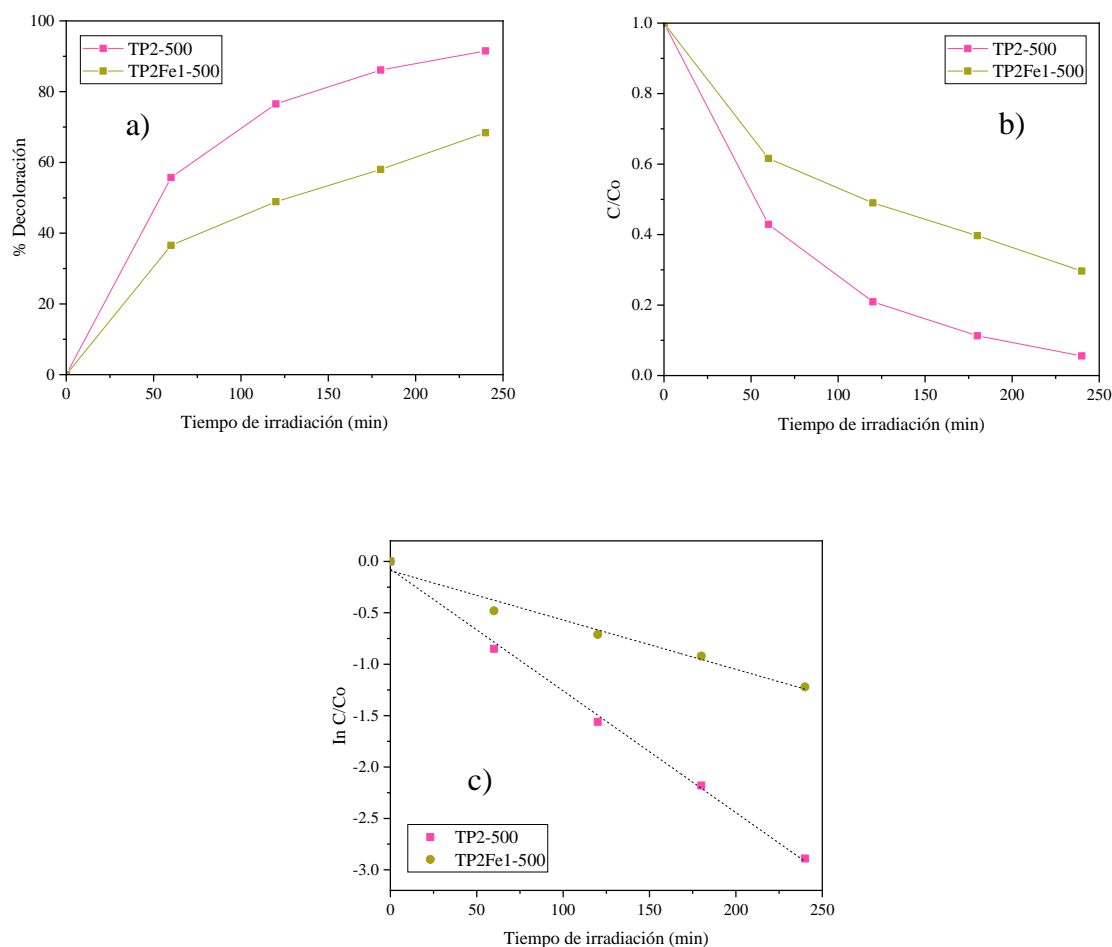 100
80
60
40
20
0
% Decoloración
TP2-500
TP2Fe1-500
a)
0
50
100
150
200
250
Tiempo de irradiación (min)
1.0
0.8
0.6
0.4
0.2
0.0
C/Co
TP2-500
TP2Fe1-500
b)
0
50
100
150
200
250
Tiempo de irradiación (min)
0.0
-0.5
-1.0
-1.5
-2.0
-2.5
-3.0
In C/Co
c)
TP2-500
TP2Fe1-500
0
50
100
150
200
250
Tiempo de irradiación (min)